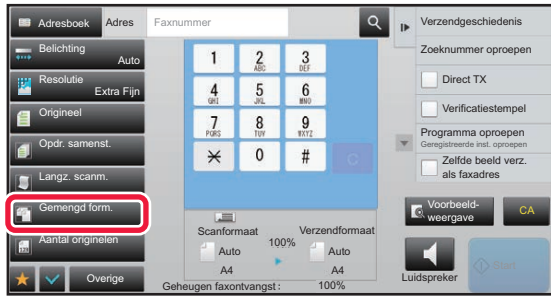 Adresboek
Adres
Faxnummer
Verzendgeschiedenis
Belichting
Auto
Zoeknummer oproepen
Resolutie
Extra Fijn
Direct TX
Origineel
Verificatiestempel
Opdr. samenst.
Programma oproepen
Geregistreerde inst. oproepen
Langz. scanm.
Zelfde beeld verz.
als faxadres
Gemengd form.
Aantal originelen
Overige
1
2 ABC
3 DEF
4 GHI
5 JKL
6 MNO
7 PQRS
8 TUV
9 WXYZ
0
#
C
Scanformaat
Verzendformaat
Auto
100%
Auto
A4
A4
Geheugen faxontvangst: 100%
Voorbeeld-
weergave
CA
Luidspreker
Start